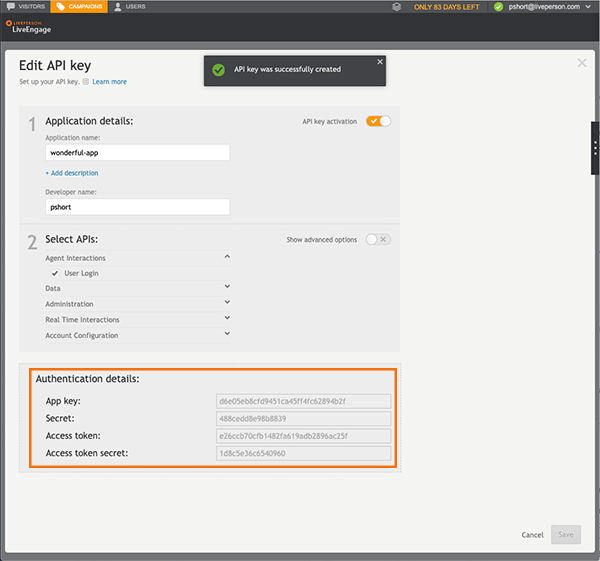 VISITORS CAMPAIGNS USERS ONLY 83 DAYS LEFT pshort@liveperson.com
LIVEPERSON
LiveEngage
Edit API key
API key was successfully created
Set up your API key. Learn more
1 Application details: API key activation
Application name:
wonderful-app
+ Add description
Developer name:
pshort
2 Select APIs: Show advanced options
Agent Interactions
User Login
Data
Administration
Real Time Interactions
Account Configuration
Authentication details:
App key: d6e05eb8cfd9451ca45ff4fc62894b2f
Secret: 488cedd8e98b8839
Access token: e26ccb70cfb1482fa619adb2896ac25f
Access token secret: 1d8c5e36c6540960
Cancel Save